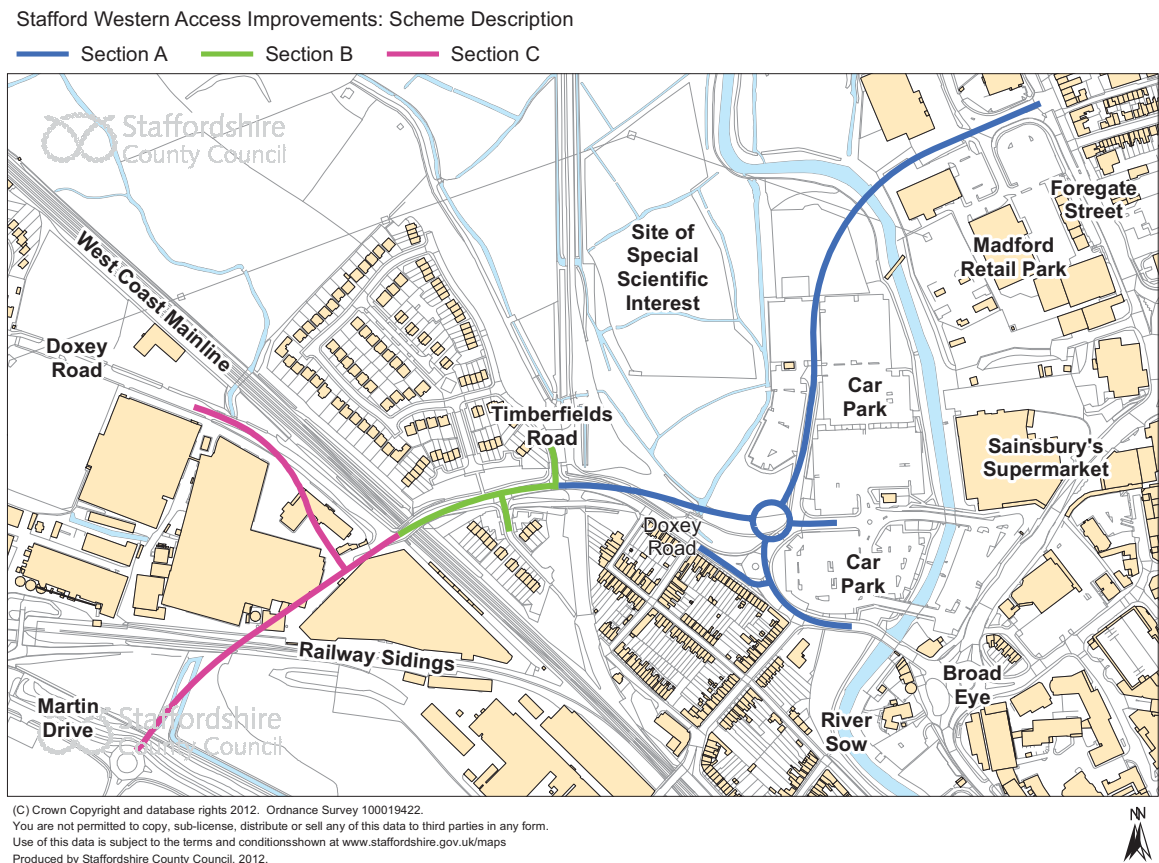 Stafford Western Access Improvements: Scheme Description
Section A
Section B
Section C
Staffordshire
County Council
West Coast Mainline
Doxey
Road
Site of
Special
Scientific
Interest
Foregate
Street
Madford
Retail Park
Timberfields
Road
Car
Park
Sainsbury's
Supermarket
Doxey
Road
Car
Park
Railway Sidings
Martin
Drive
Staffordshire
County Council
Broad
Eye
River
Sow
(C) Crown Copyright and database rights 2012. Ordnance Survey 100019422.
You are not permitted to copy, sub-license, distribute or sell any of this data to third parties in any form.
Use of this data is subject to the terms and conditionsshown at www.staffordshire.gov.uk/maps
Produced by Staffordshire County Council, 2012.
NN